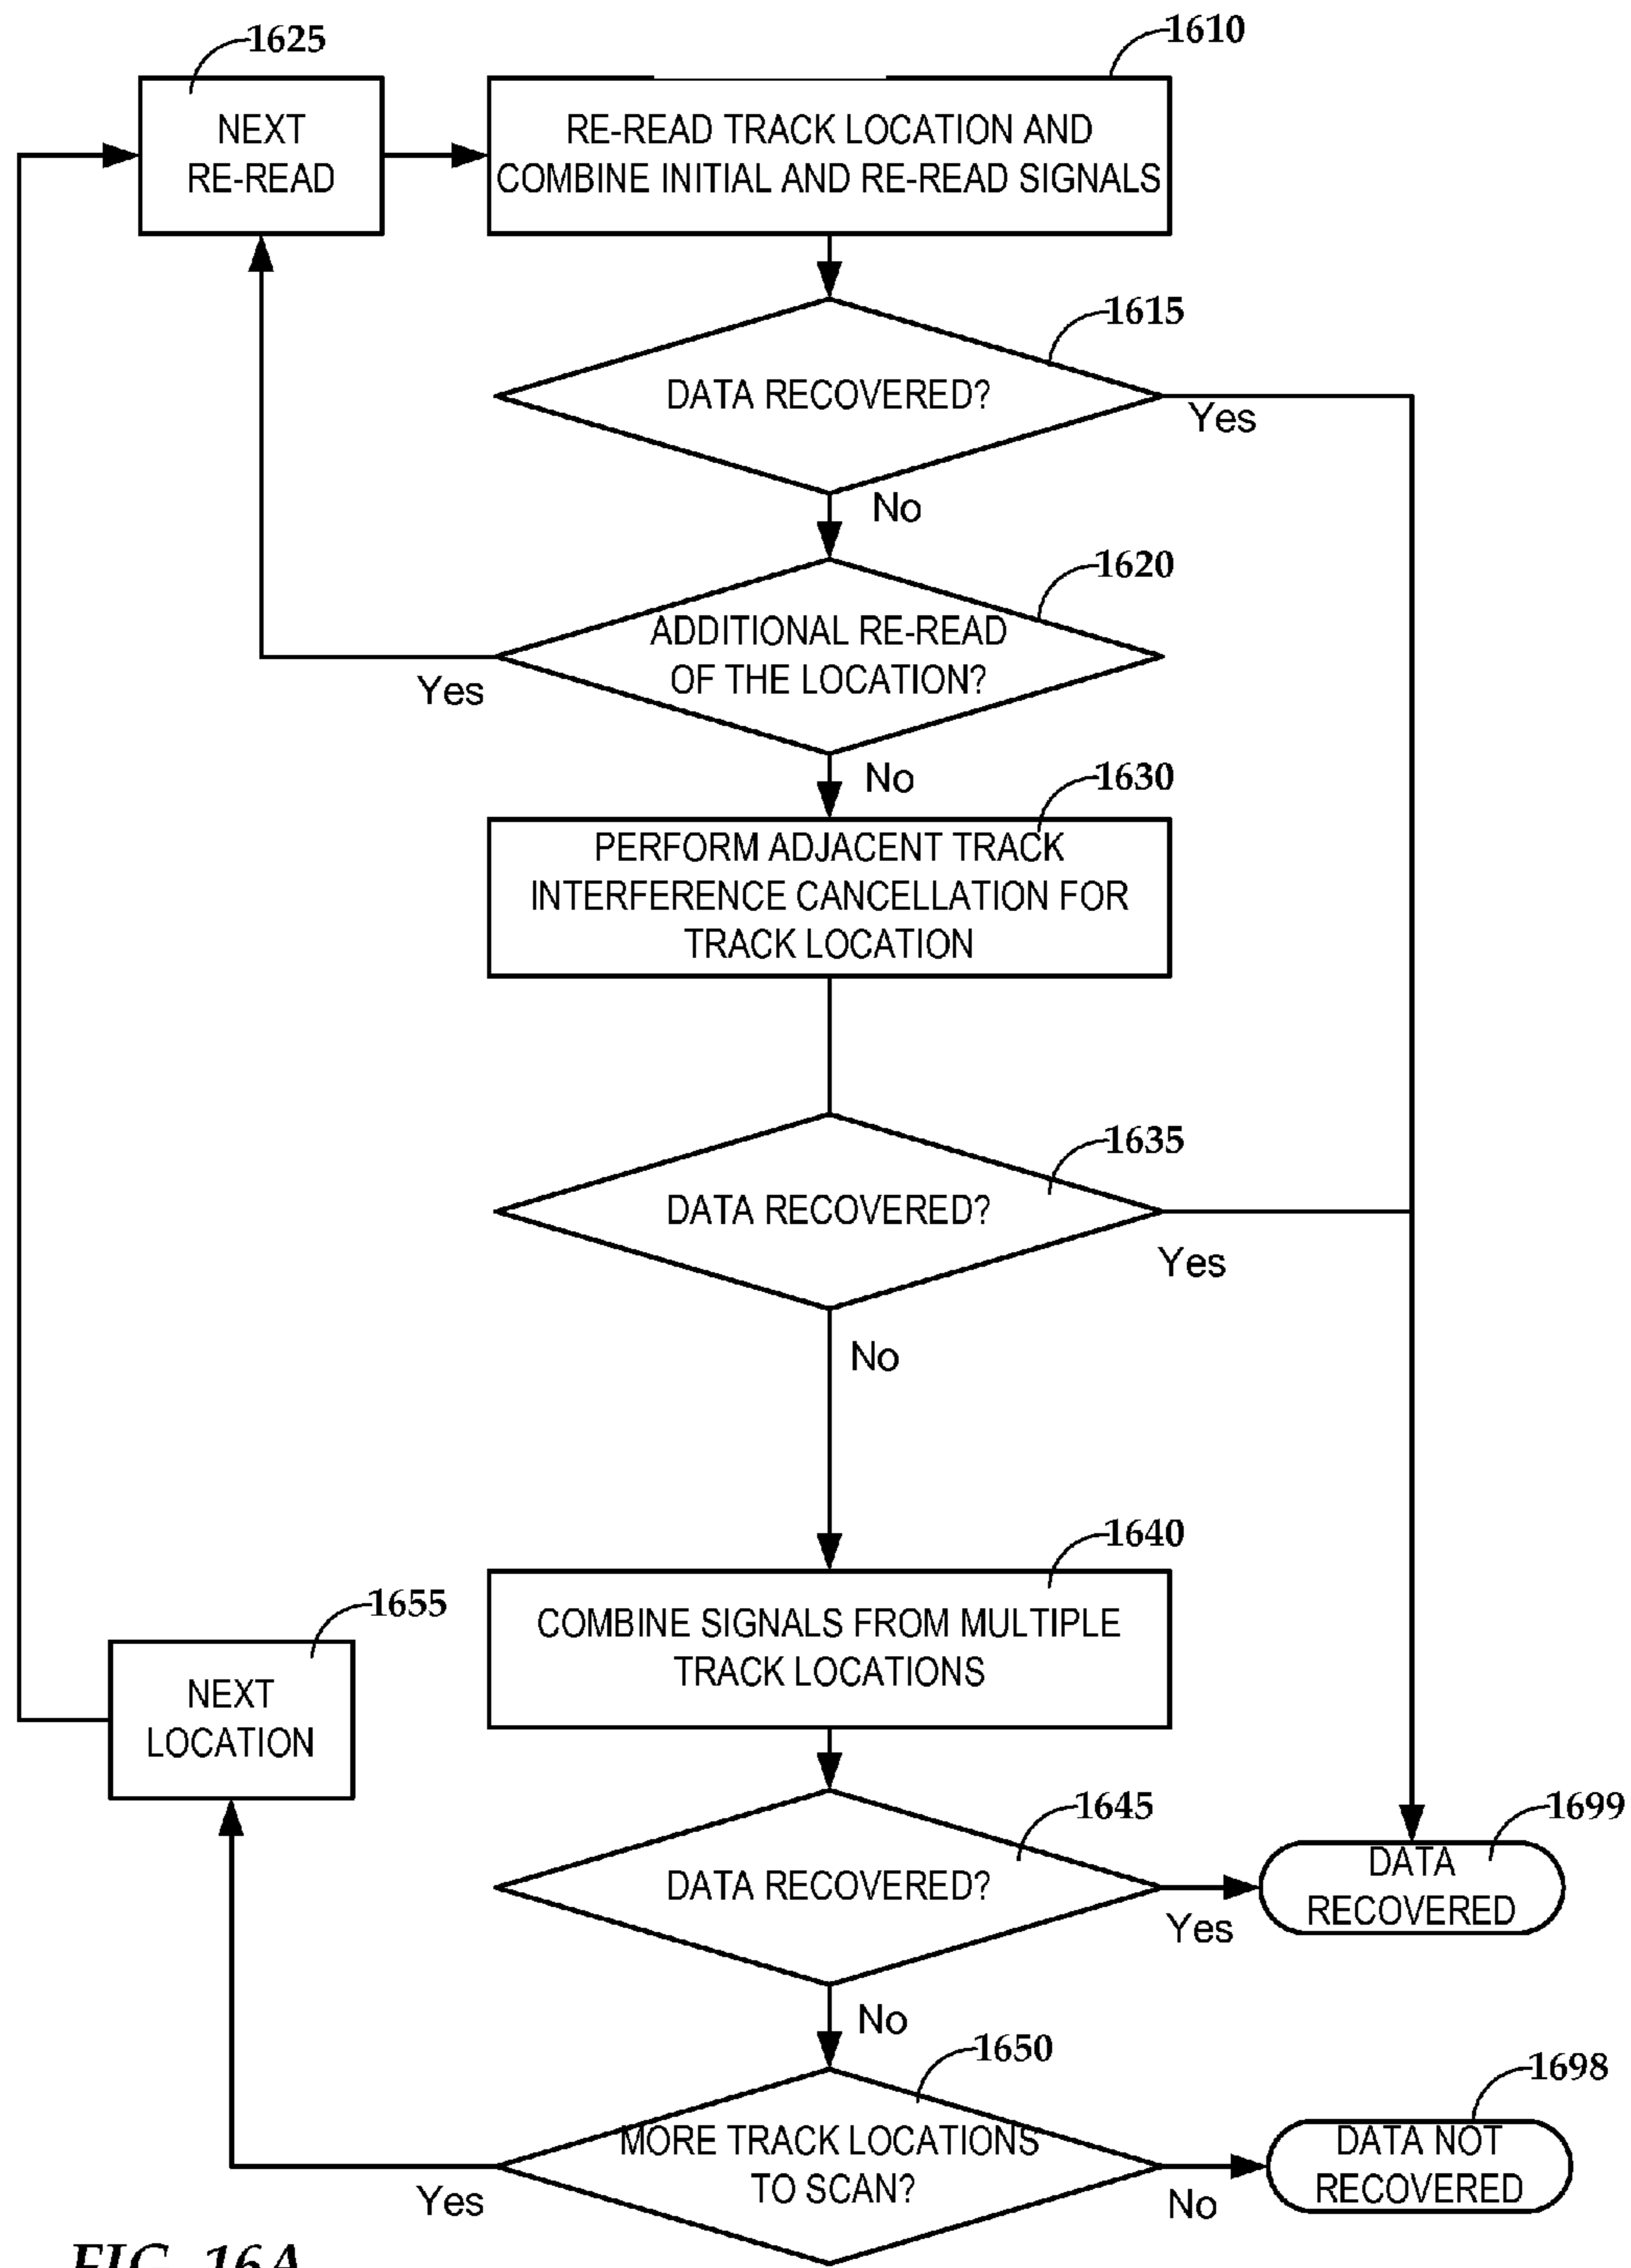 1625
1610
NEXT
RE-READ
RE-READ TRACK LOCATION AND
COMBINE INITIAL AND RE-READ SIGNALS
1615
DATA RECOVERED?
Yes
No
1620
ADDITIONAL RE-READ
OF THE LOCATION?
Yes
No
1630
PERFORM ADJACENT TRACK
INTERFERENCE CANCELLATION FOR
TRACK LOCATION
1635
DATA RECOVERED?
Yes
No
1640
COMBINE SIGNALS FROM MULTIPLE
TRACK LOCATIONS
1655
NEXT
LOCATION
1645
DATA RECOVERED?
Yes
1699
DATA
RECOVERED
No
1650
MORE TRACK LOCATIONS
TO SCAN?
Yes
No
1698
DATA NOT
RECOVERED
FIG. 16A